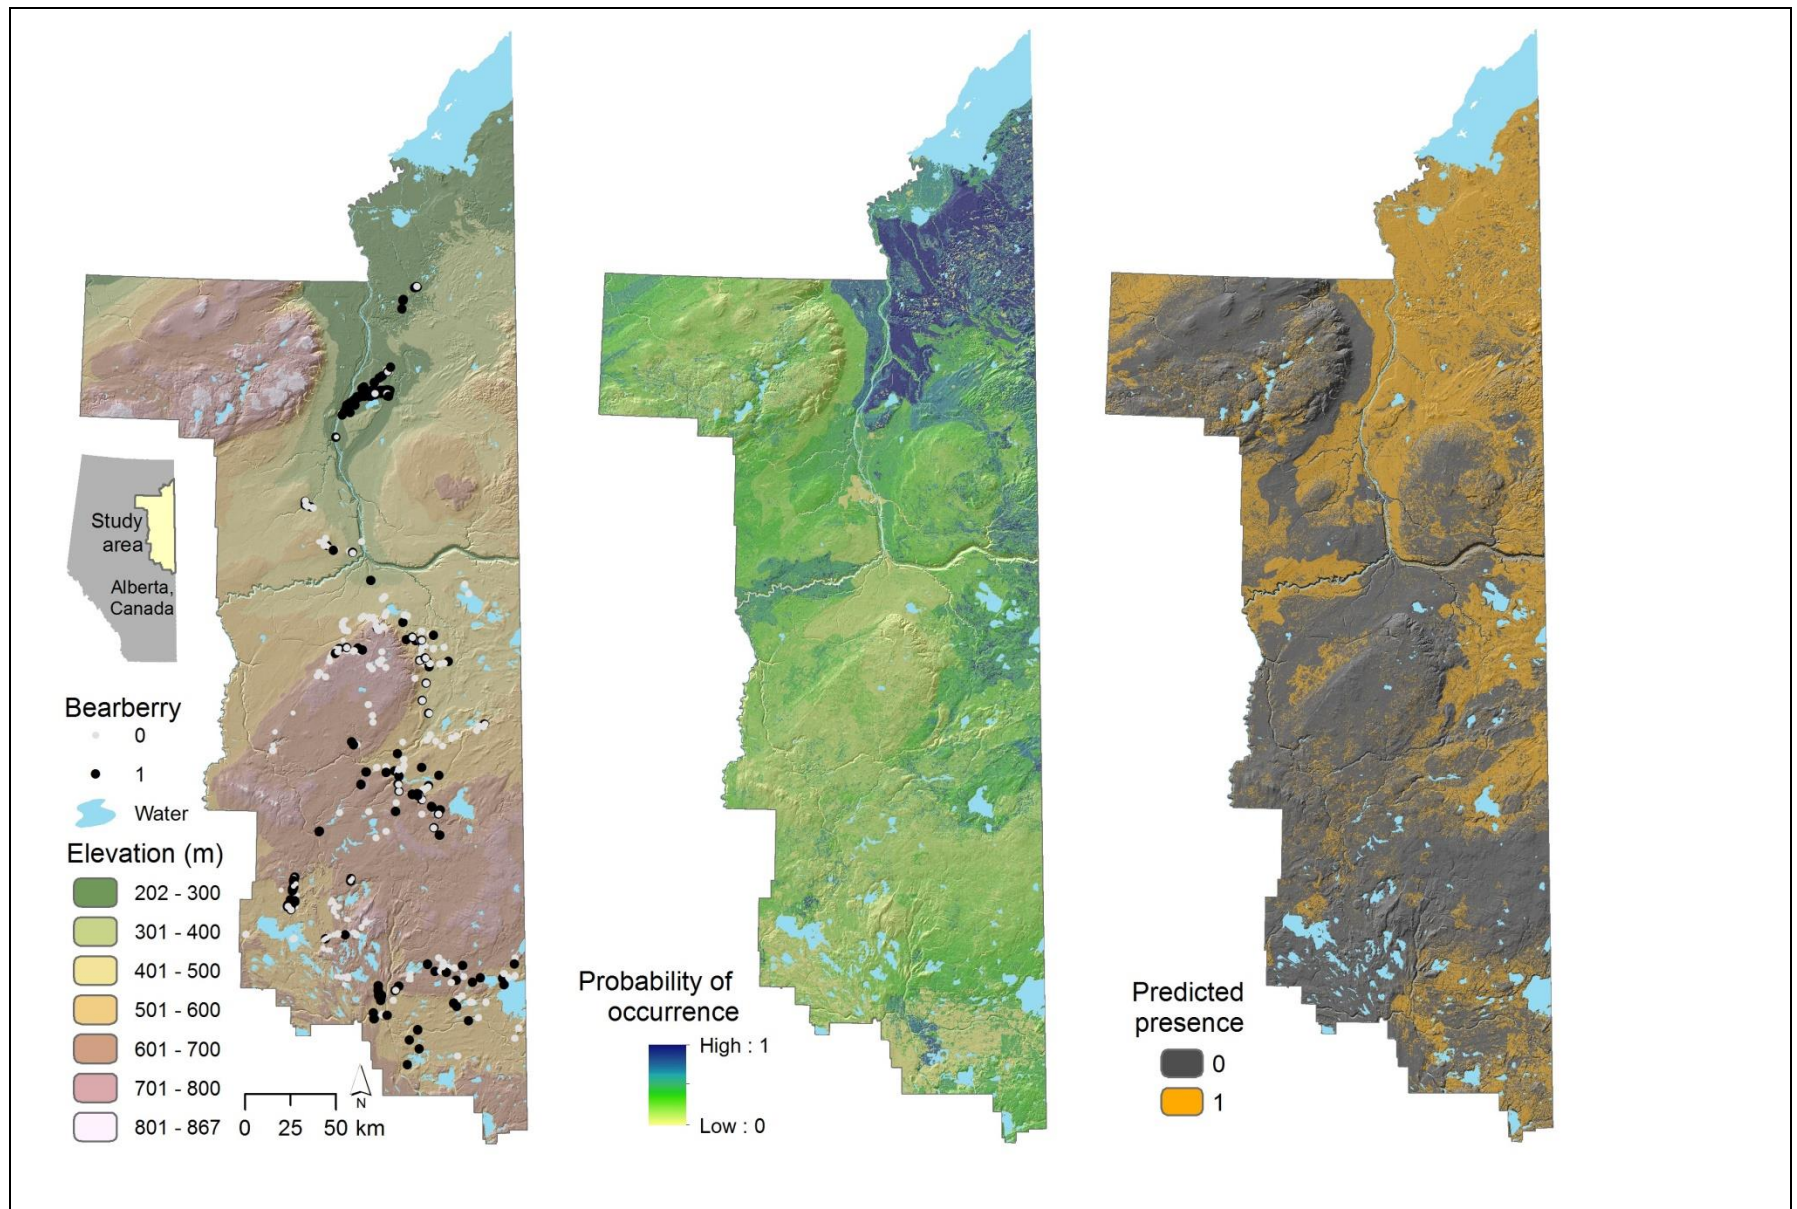 Study
area
Alberta,
Canada
Bearberry
0
1
Water
Elevation (m)
202 - 300
301 - 400
401 - 500
501 - 600
601 - 700
701 - 800
801 - 867
N
0 25 50 km
Probability of
occurrence
High : 1
Low : 0
Predicted
presence
0
1